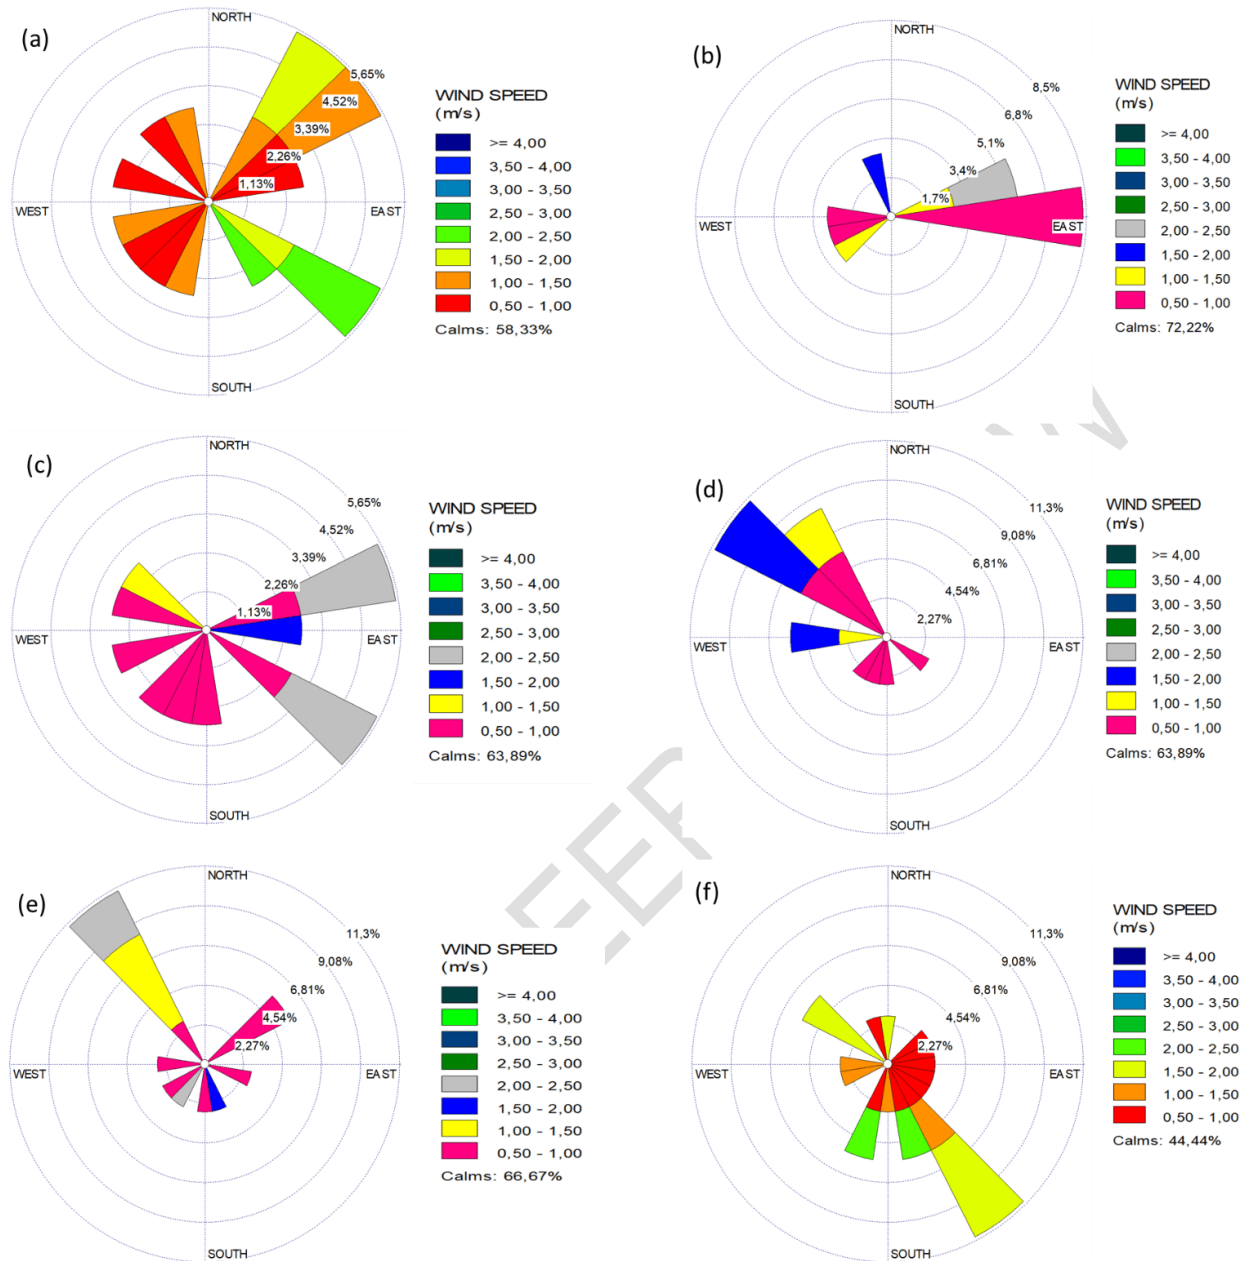 (a)
NORTH
5,65%
4,52%
3,39%
2,26%
1,13%
WEST
EAST
SOUTH
WIND SPEED
(m/s)
>= 4,00
3,50 - 4,00
3,00 - 3,50
2,50 - 3,00
2,00 - 2,50
1,50 - 2,00
1,00 - 1,50
0,50 - 1,00
Calms: 58,33%
(b)
NORTH
8,5%
6,8%
5,1%
3,4%
1,7%
WEST
EAST
SOUTH
WIND SPEED
(m/s)
>= 4,00
3,50 - 4,00
3,00 - 3,50
2,50 - 3,00
2,00 - 2,50
1,50 - 2,00
1,00 - 1,50
0,50 - 1,00
Calms: 72,22%
(c)
NORTH
5,65%
4,52%
3,39%
2,26%
1,13%
WEST
EAST
SOUTH
WIND SPEED
(m/s)
>= 4,00
3,50 - 4,00
3,00 - 3,50
2,50 - 3,00
2,00 - 2,50
1,50 - 2,00
1,00 - 1,50
0,50 - 1,00
Calms: 63,89%
(d)
NORTH
11,3%
9,08%
6,81%
4,54%
2,27%
WEST
EAST
SOUTH
WIND SPEED
(m/s)
>= 4,00
3,50 - 4,00
3,00 - 3,50
2,50 - 3,00
2,00 - 2,50
1,50 - 2,00
1,00 - 1,50
0,50 - 1,00
Calms: 63,89%
(e)
NORTH
11,3%
9,08%
6,81%
4,54%
2,27%
WEST
EAST
SOUTH
WIND SPEED
(m/s)
>= 4,00
3,50 - 4,00
3,00 - 3,50
2,50 - 3,00
2,00 - 2,50
1,50 - 2,00
1,00 - 1,50
0,50 - 1,00
Calms: 66,67%
(f)
NORTH
11,3%
9,08%
6,81%
4,54%
2,27%
WEST
EAST
SOUTH
WIND SPEED
(m/s)
>= 4,00
3,50 - 4,00
3,00 - 3,50
2,50 - 3,00
2,00 - 2,50
1,50 - 2,00
1,00 - 1,50
0,50 - 1,00
Calms: 44,44%